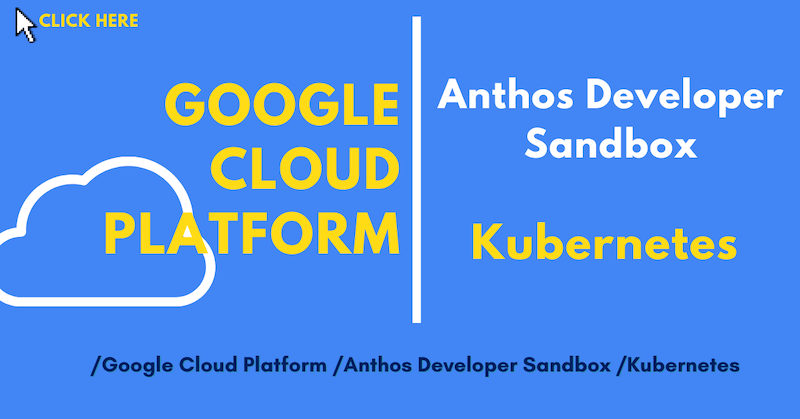 CLICK HERE
GOOGLE
CLOUD
PLATFORM
Anthos Developer
Sandbox
Kubernetes
/Google Cloud Platform /Anthos Developer Sandbox /Kubernetes